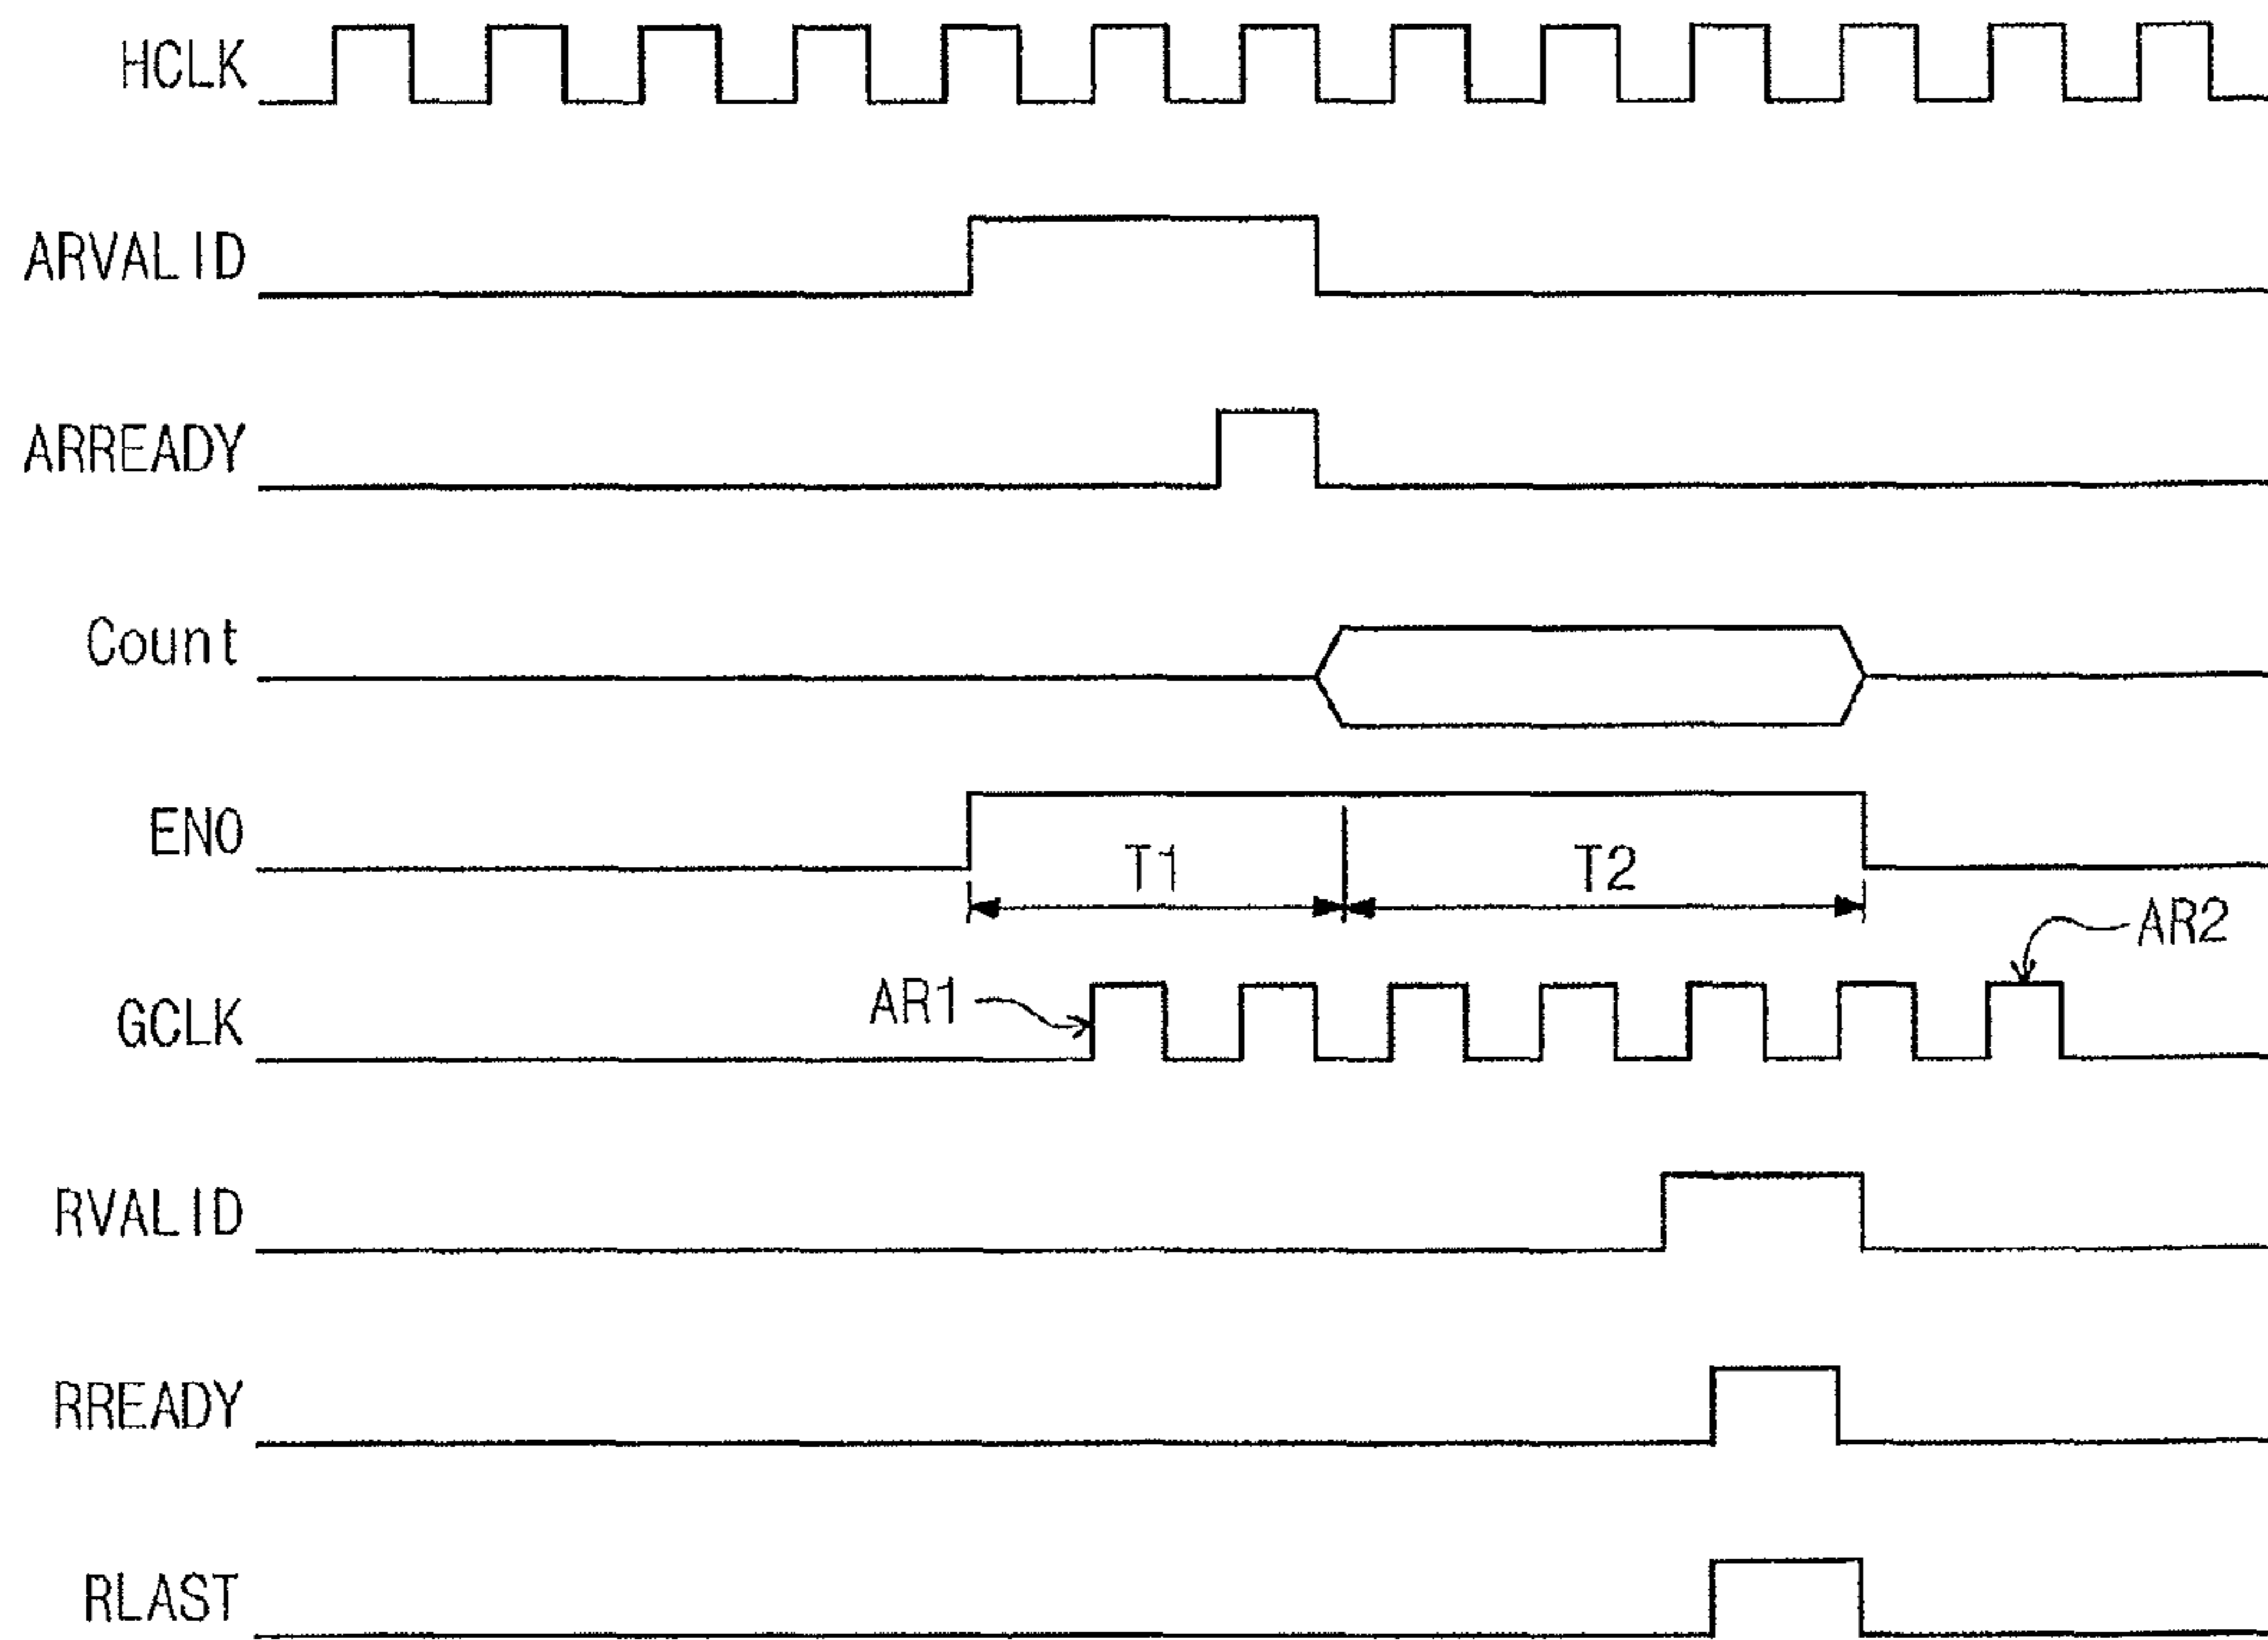 HCLK
ARVALID
ARREADY
Count
EN0
T1 T2
AR2
AR1
GCLK
RVALID
RREADY
RLAST